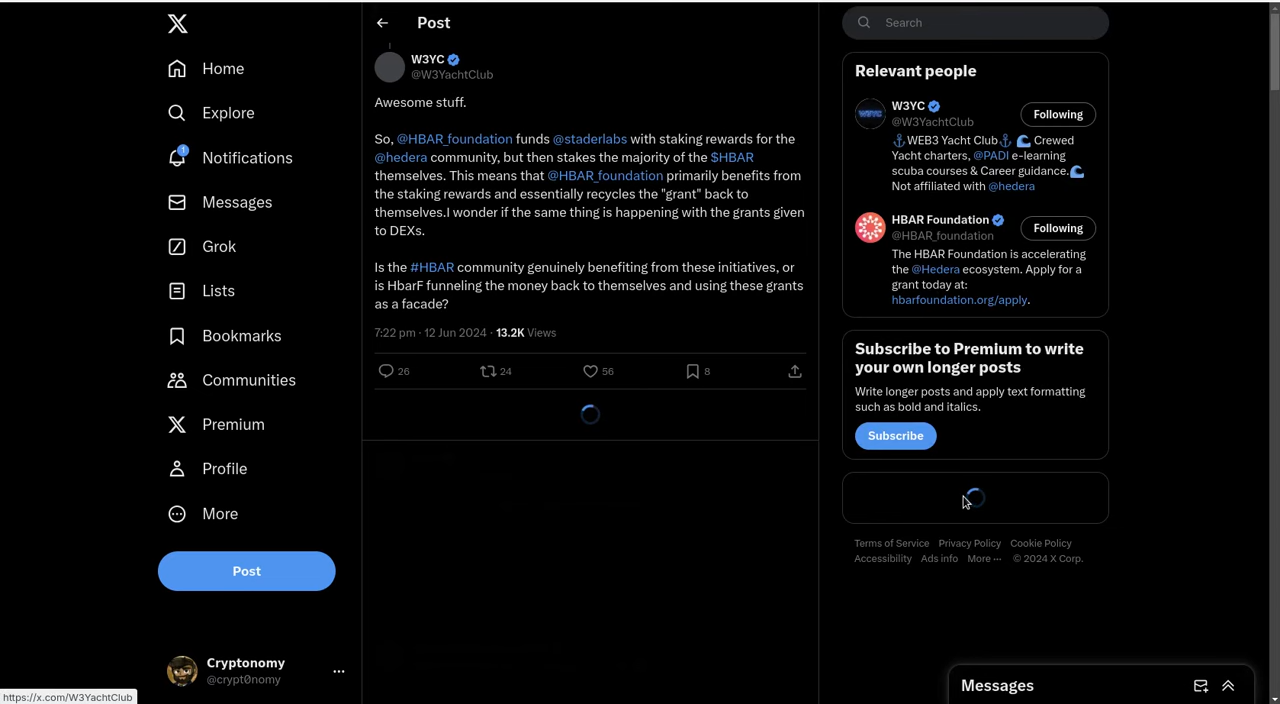 Post
Search
Home
Explore
1
Notifications
Messages
Grok
Lists
Bookmarks
Communities
Premium
Profile
More
Post
Cryptonomy
@crypt0nomy
https://x.com/W3YachtClub
W3YC
@W3YachtClub
Awesome stuff.
So, @HBAR_foundation funds @staderlabs with staking rewards for the
@hedera community, but then stakes the majority of the $HBAR
themselves. This means that @HBAR_foundation primarily benefits from
the staking rewards and essentially recycles the "grant" back to
themselves.I wonder if the same thing is happening with the grants given
to DEXs.
Is the #HBAR community genuinely benefiting from these initiatives, or
is HbarF funneling the money back to themselves and using these grants
as a facade?
7:22 pm · 12 Jun 2024 · 13.2K Views
26 24 56 8
Relevant people
W3YC
@W3YachtClub
Following
⚓WEB3 Yacht Club⚓ 🌊 Crewed
Yacht charters, @PADI e-learning
scuba courses & Career guidance.🌊
Not affiliated with @hedera
HBAR Foundation
@HBAR_foundation
Following
The HBAR Foundation is accelerating
the @Hedera ecosystem. Apply for a
grant today at:
hbarfoundation.org/apply.
Subscribe to Premium to write
your own longer posts
Write longer posts and apply text formatting
such as bold and italics.
Subscribe
Terms of Service Privacy Policy Cookie Policy
Accessibility Ads info More ··· © 2024 X Corp.
Messages